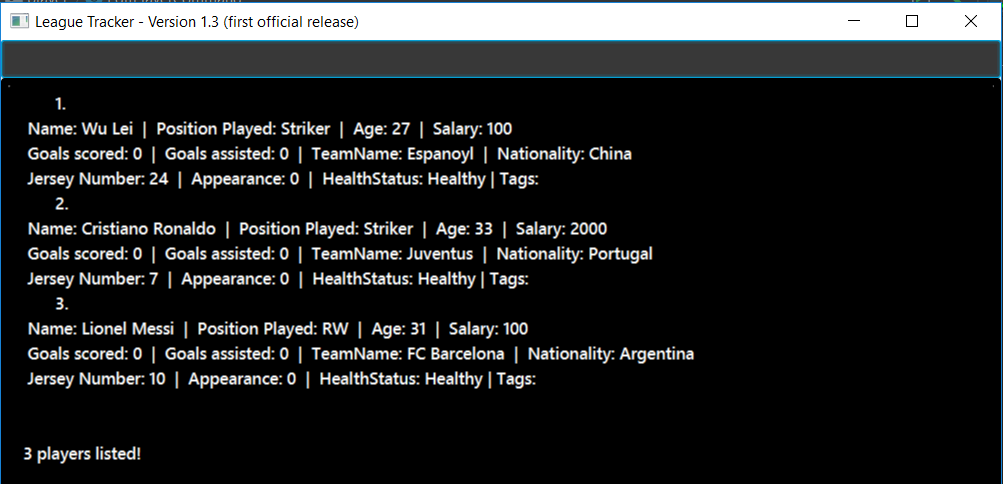 League Tracker - Version 1.3 (first official release)
1.
Name: Wu Lei | Position Played: Striker | Age: 27 | Salary: 100
Goals scored: 0 | Goals assisted: 0 | TeamName: Espanoyl | Nationality: China
Jersey Number: 24 | Appearance: 0 | HealthStatus: Healthy | Tags:
2.
Name: Cristiano Ronaldo | Position Played: Striker | Age: 33 | Salary: 2000
Goals scored: 0 | Goals assisted: 0 | TeamName: Juventus | Nationality: Portugal
Jersey Number: 7 | Appearance: 0 | HealthStatus: Healthy | Tags:
3.
Name: Lionel Messi | Position Played: RW | Age: 31 | Salary: 100
Goals scored: 0 | Goals assisted: 0 | TeamName: FC Barcelona | Nationality: Argentina
Jersey Number: 10 | Appearance: 0 | HealthStatus: Healthy | Tags:
3 players listed!